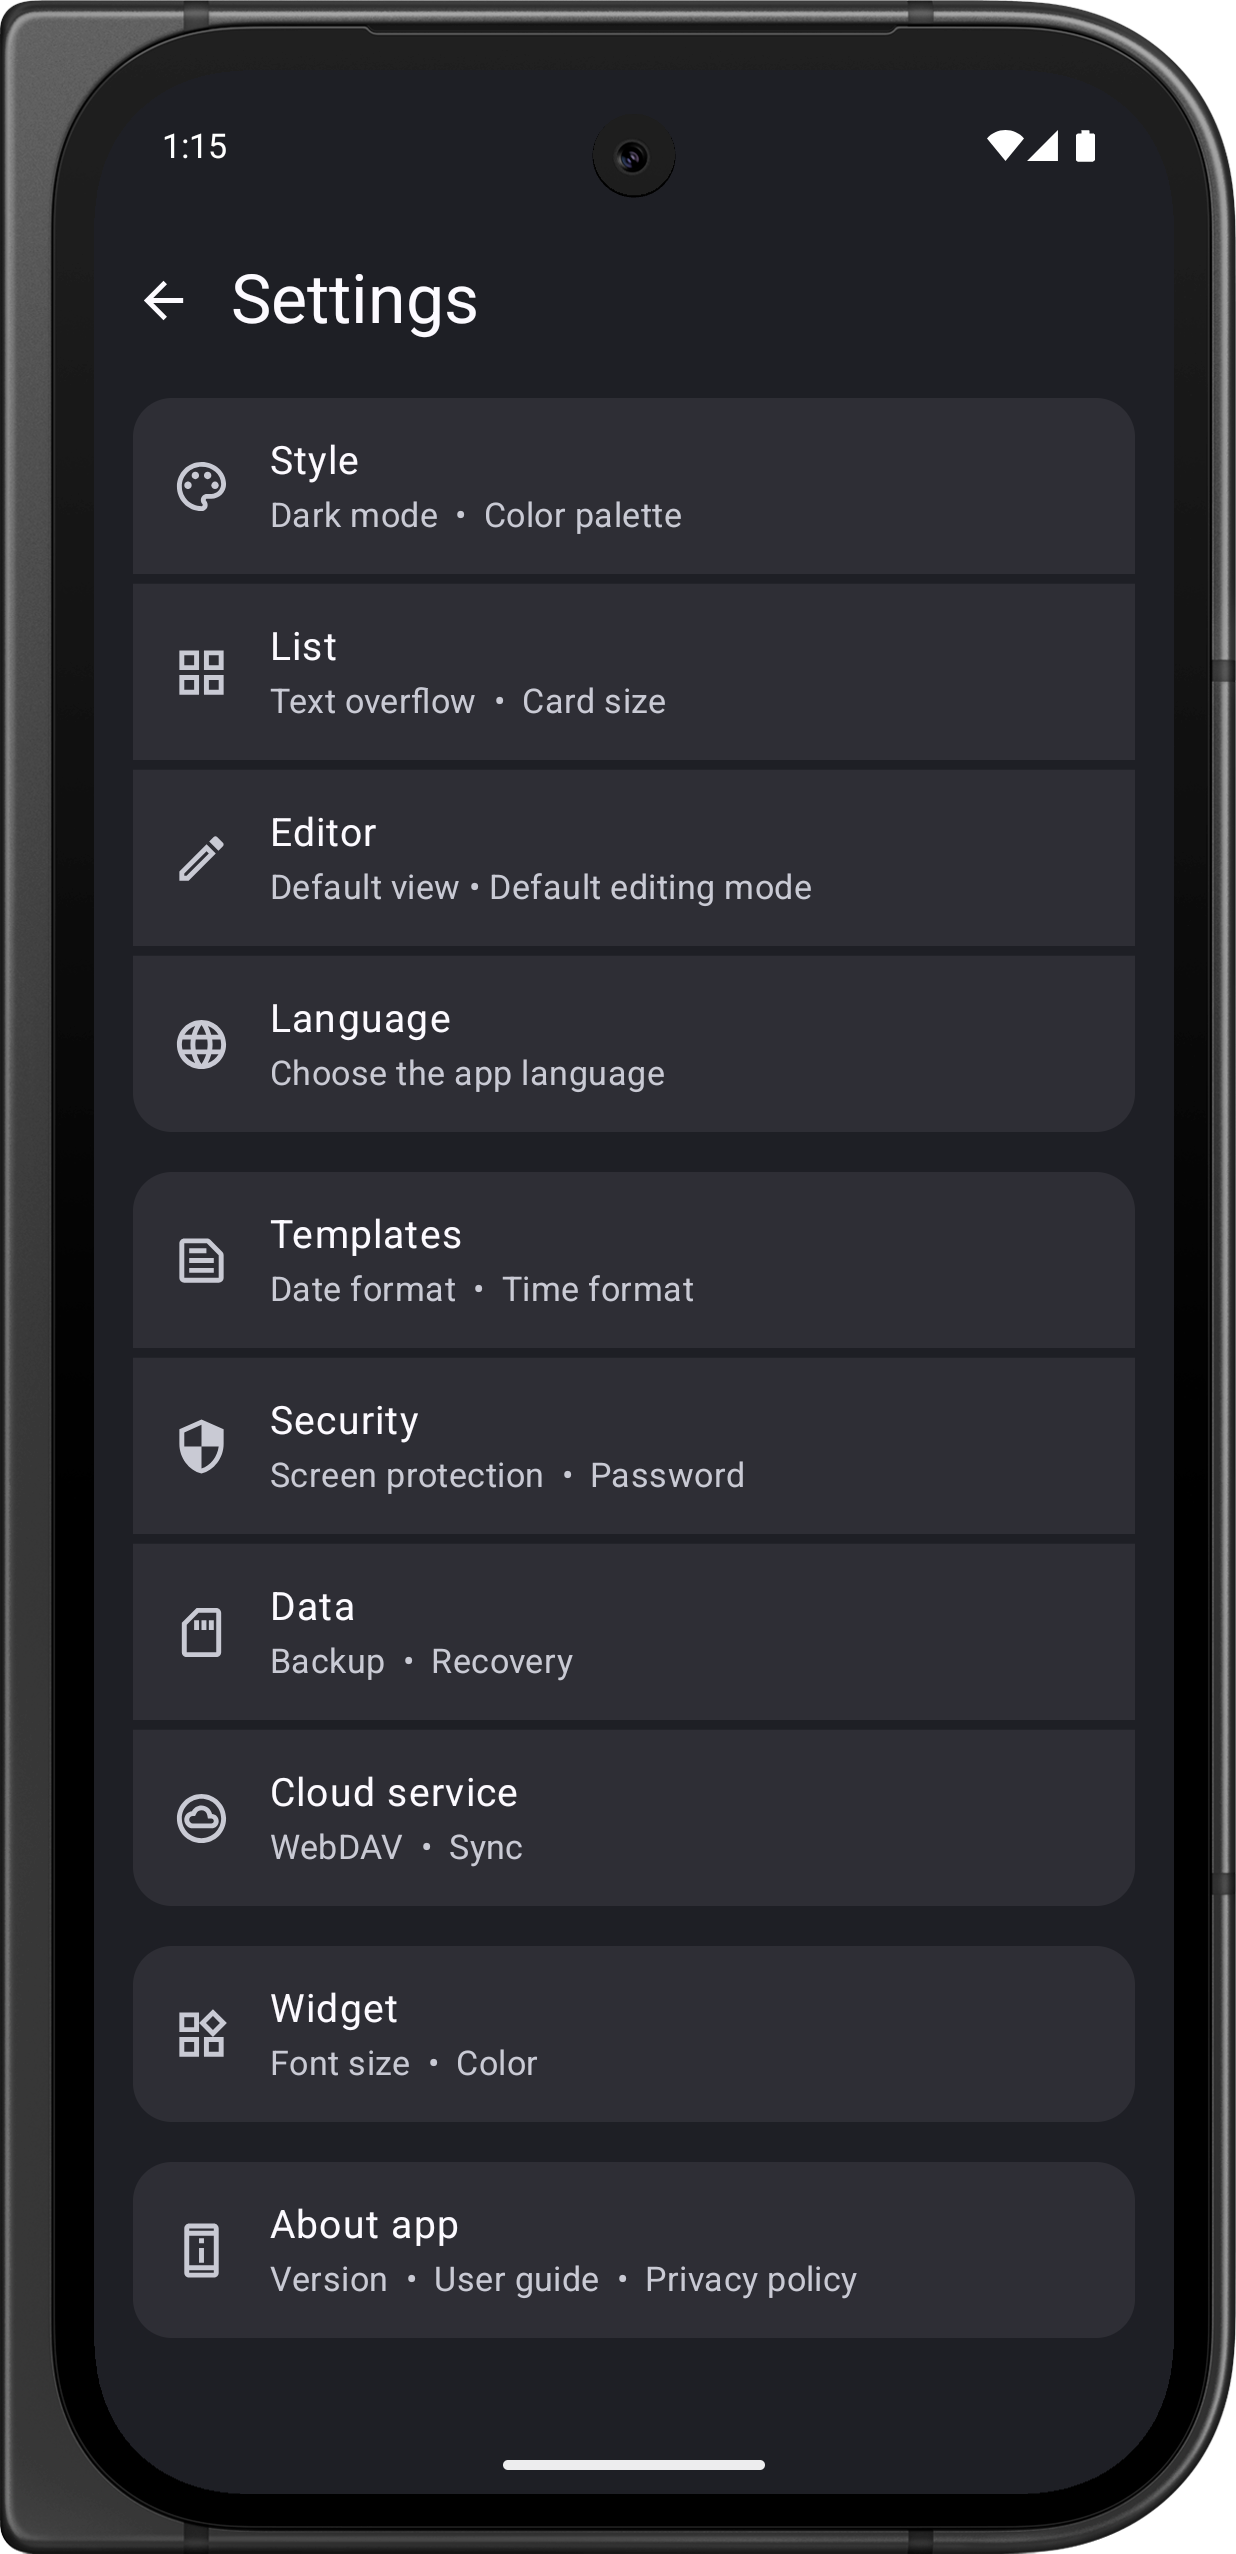 1:15
Settings
Style
Dark mode • Color palette
List
Text overflow • Card size
Editor
Default view • Default editing mode
Language
Choose the app language
Templates
Date format • Time format
Security
Screen protection • Password
Data
Backup • Recovery
Cloud service
WebDAV • Sync
Widget
Font size • Color
About app
Version • User guide • Privacy policy